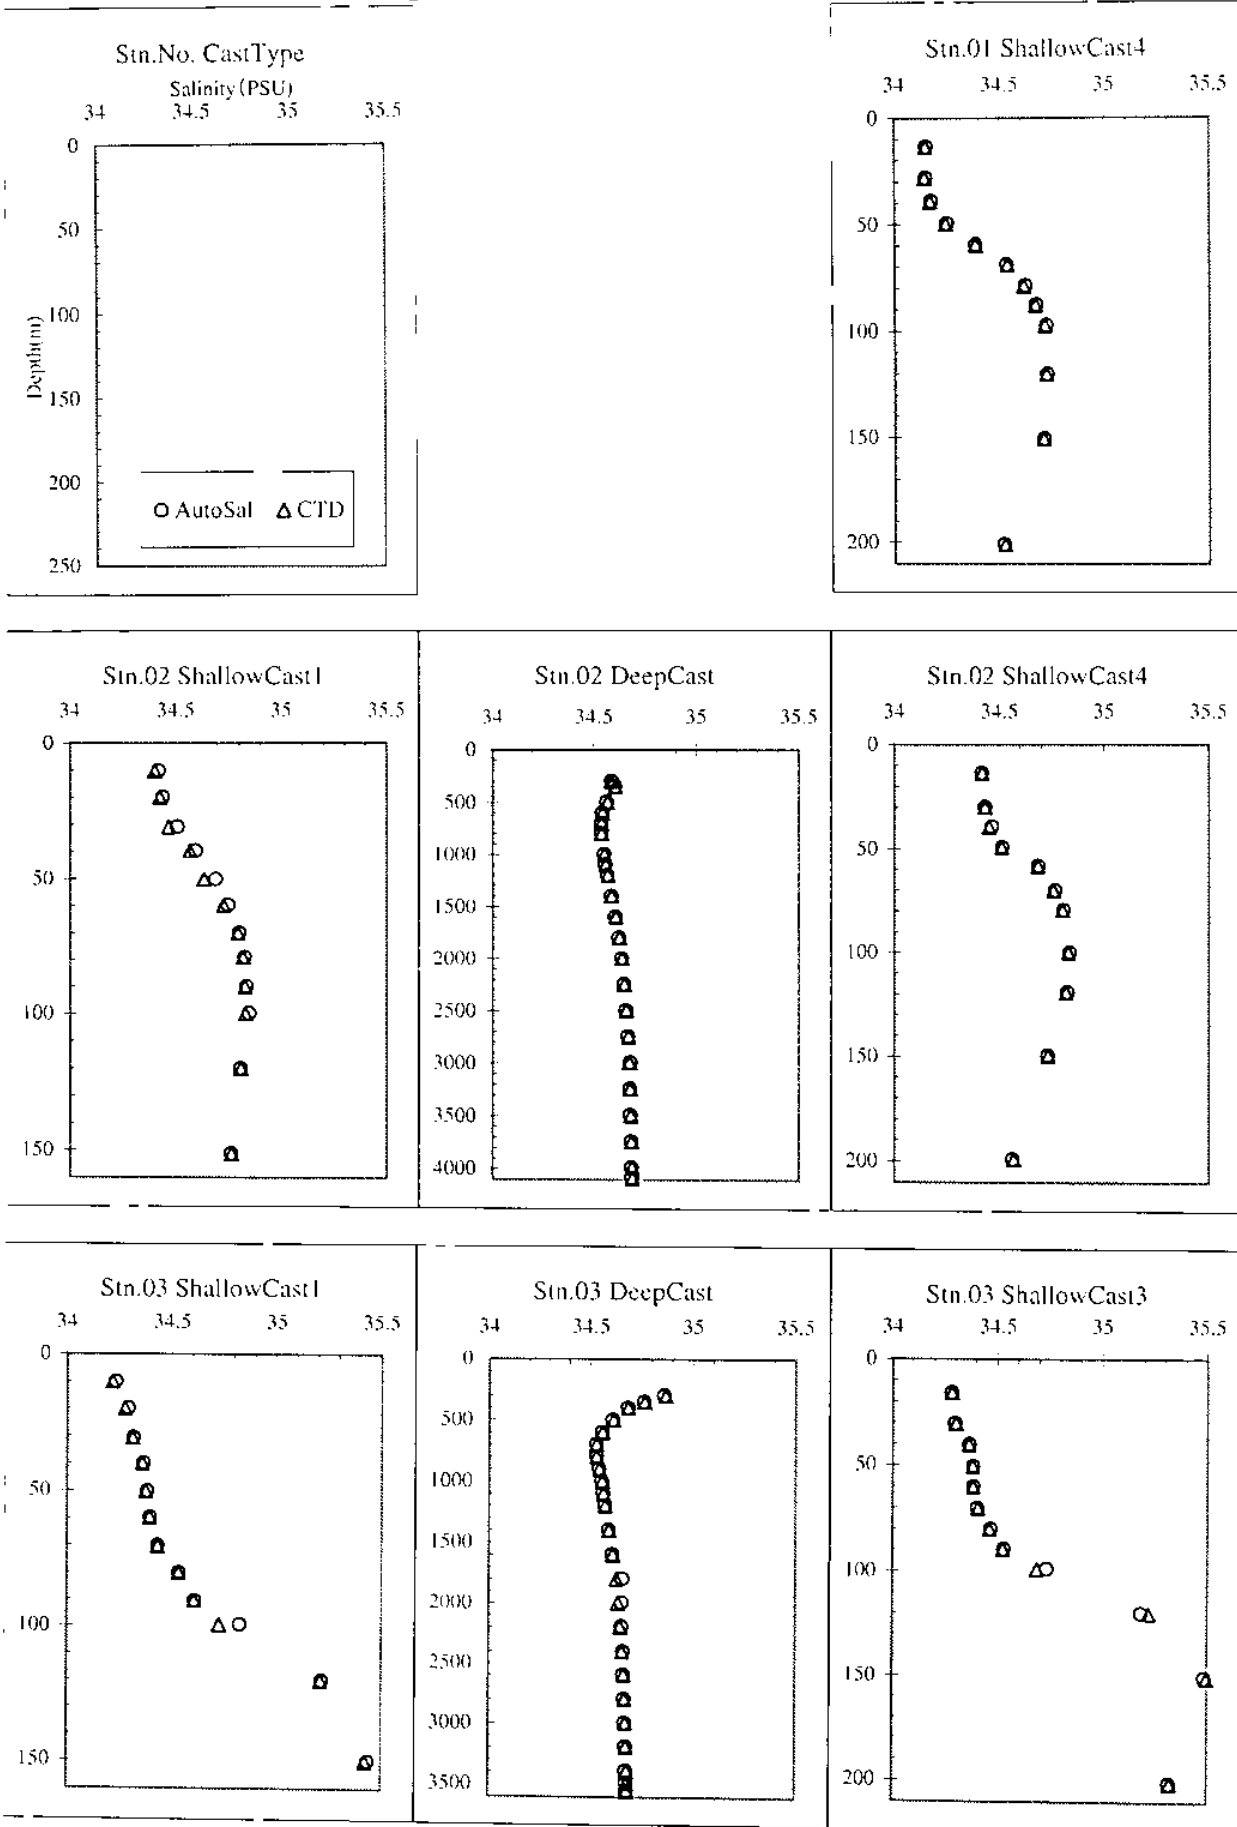 Stn.No. CastType
Salinity(PSU)
34 34.5 35 35.5
0
50
100
150
200
250
Depth(m)
AutoSal CTD
Stn.01 ShallowCast4
34 34.5 35 35.5
0
50
100
150
200
Stn.02 ShallowCast1
34 34.5 35 35.5
0
50
100
150
Stn.02 DeepCast
34 34.5 35 35.5
0
500
1000
1500
2000
2500
3000
3500
4000
Stn.02 ShallowCast4
34 34.5 35 35.5
0
50
100
150
200
Stn.03 ShallowCast1
34 34.5 35 35.5
0
50
100
150
Stn.03 DeepCast
34 34.5 35 35.5
0
500
1000
1500
2000
2500
3000
3500
Stn.03 ShallowCast3
34 34.5 35 35.5
0
50
100
150
200